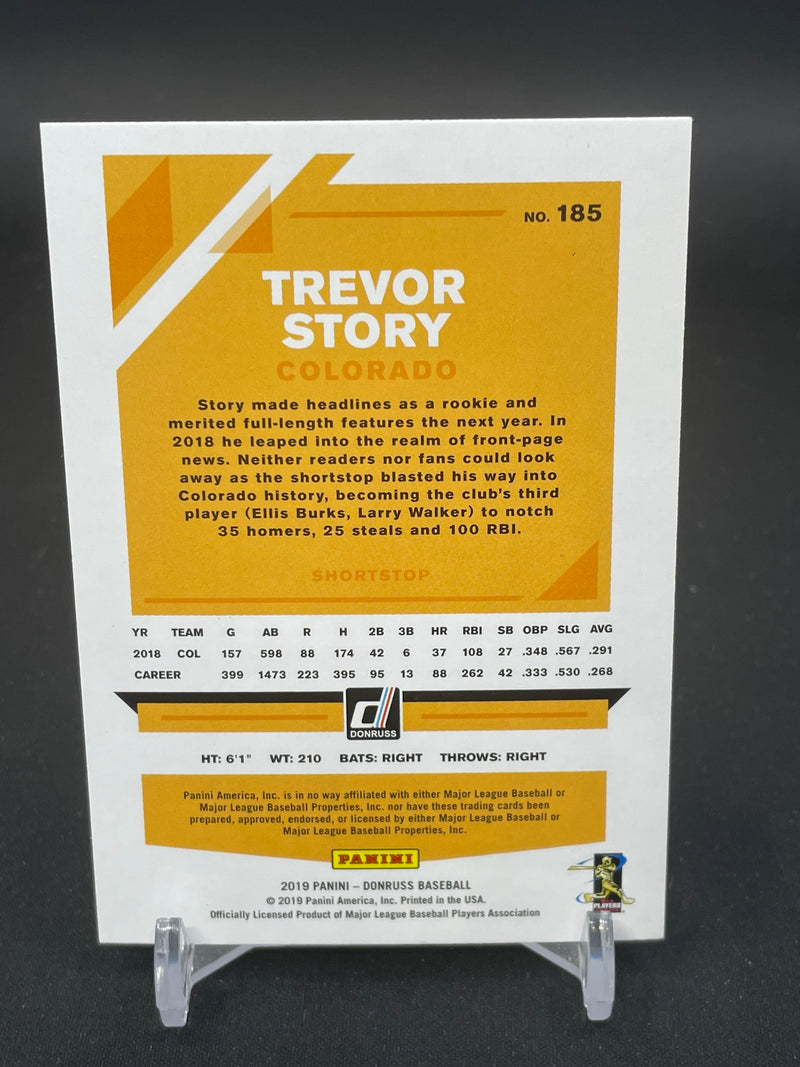 NO. 185
TREVOR
STORY
COLORADO
Story made headlines as a rookie and
merited full-length features the next year. In
2018 he leaped into the realm of front-page
news. Neither readers nor fans could look
away as the shortstop blasted his way into
Colorado history, becoming the club's third
player (Ellis Burks, Larry Walker) to notch
35 homers, 25 steals and 100 RBI.
SHORTSTOP
YR TEAM G AB R H 2B 3B HR RBI SB OBP SLG AVG
2018 COL 157 598 88 174 42 6 37 108 27 .348 .567 .291
CAREER 399 1473 223 395 95 13 88 262 42 .333 .530 .268
d
DONRUSS
HT: 6'1" WT: 210 BATS: RIGHT THROWS: RIGHT
Panini America, Inc. is in no way affiliated with either Major League Baseball or
Major League Baseball Properties, Inc. nor have these trading cards been
prepared, approved, endorsed, or licensed by either Major League Baseball or
Major League Baseball Properties, Inc.
PANINI
2019 PANINI – DONRUSS BASEBALL
© 2019 Panini America, Inc. Printed in the USA.
Officially Licensed Product of Major League Baseball Players Association
PLAYERS